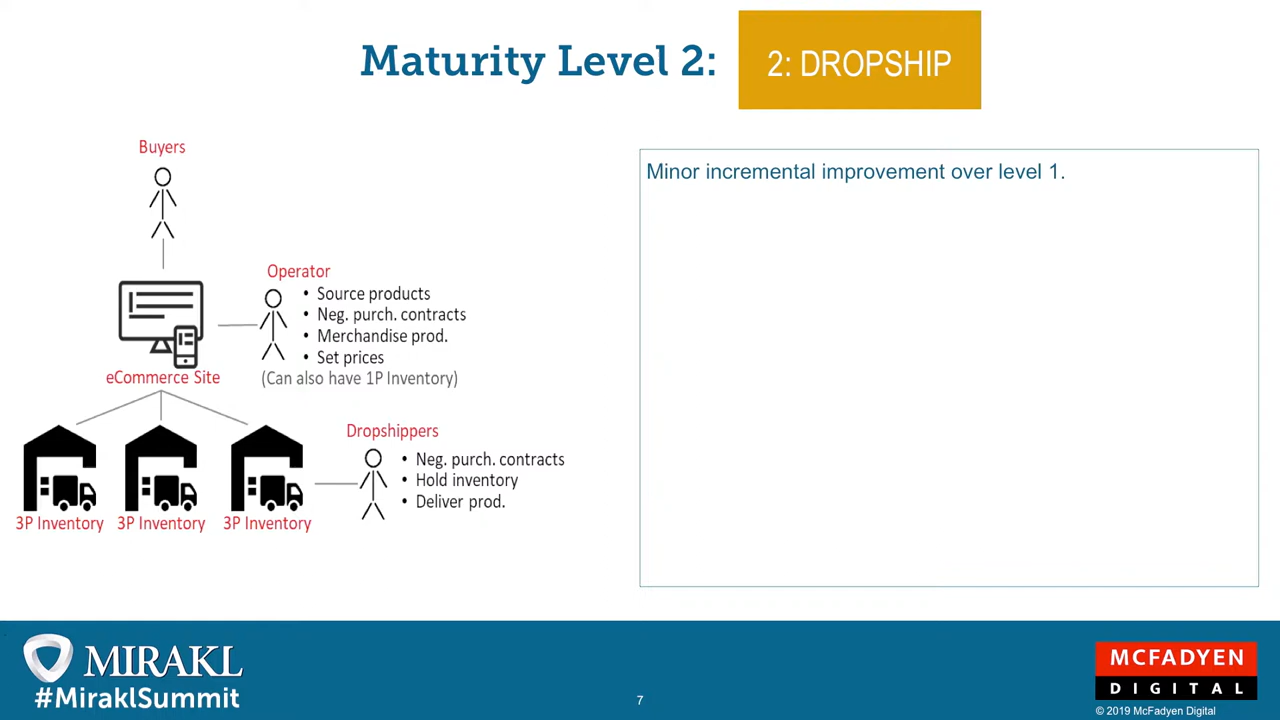 Maturity Level 2:
2: DROPSHIP
Buyers
Operator
• Source products
• Neg. purch. contracts
• Merchandise prod.
• Set prices
(Can also have 1P Inventory)
eCommerce Site
Dropshippers
• Neg. purch. contracts
• Hold inventory
• Deliver prod.
3P Inventory
3P Inventory
3P Inventory
Minor incremental improvement over level 1.
MIRAKL
#MiraklSummit
7
MCFADYEN
DIGITAL
© 2019 McFadyen Digital